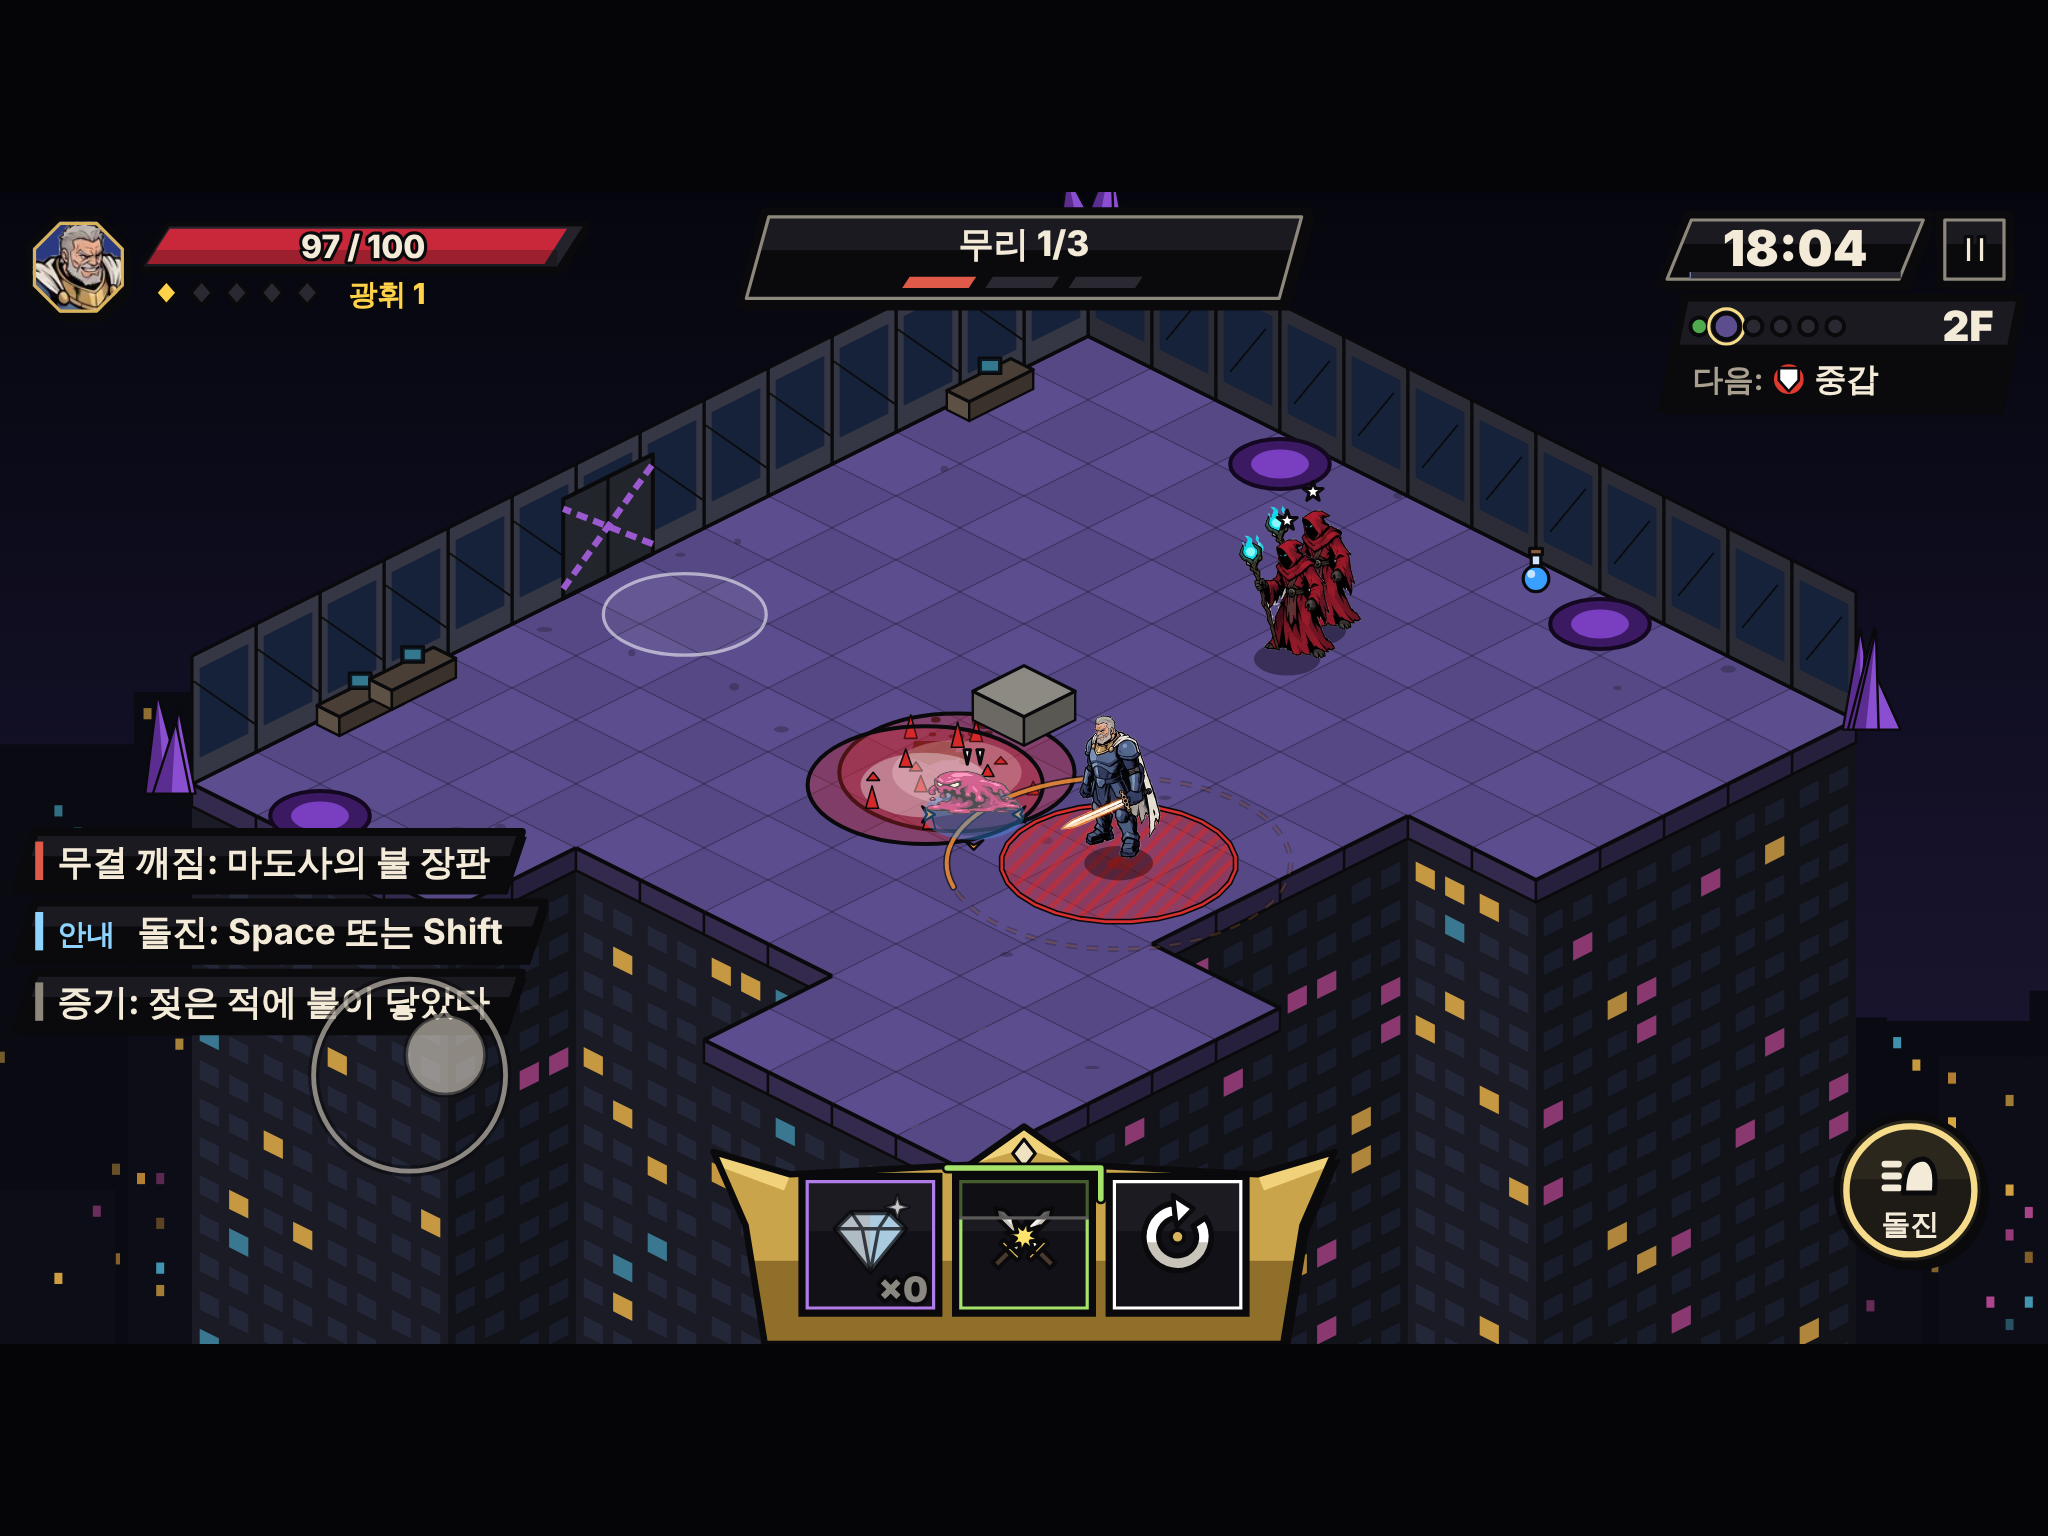 97 / 100
광휘 1
무리 1/3
18:04
2F
다음: 중갑
무결 깨짐: 마도사의 불 장판
안내 돌진: Space 또는 Shift
증기: 젖은 적에 불이 닿았다
×0
돌진